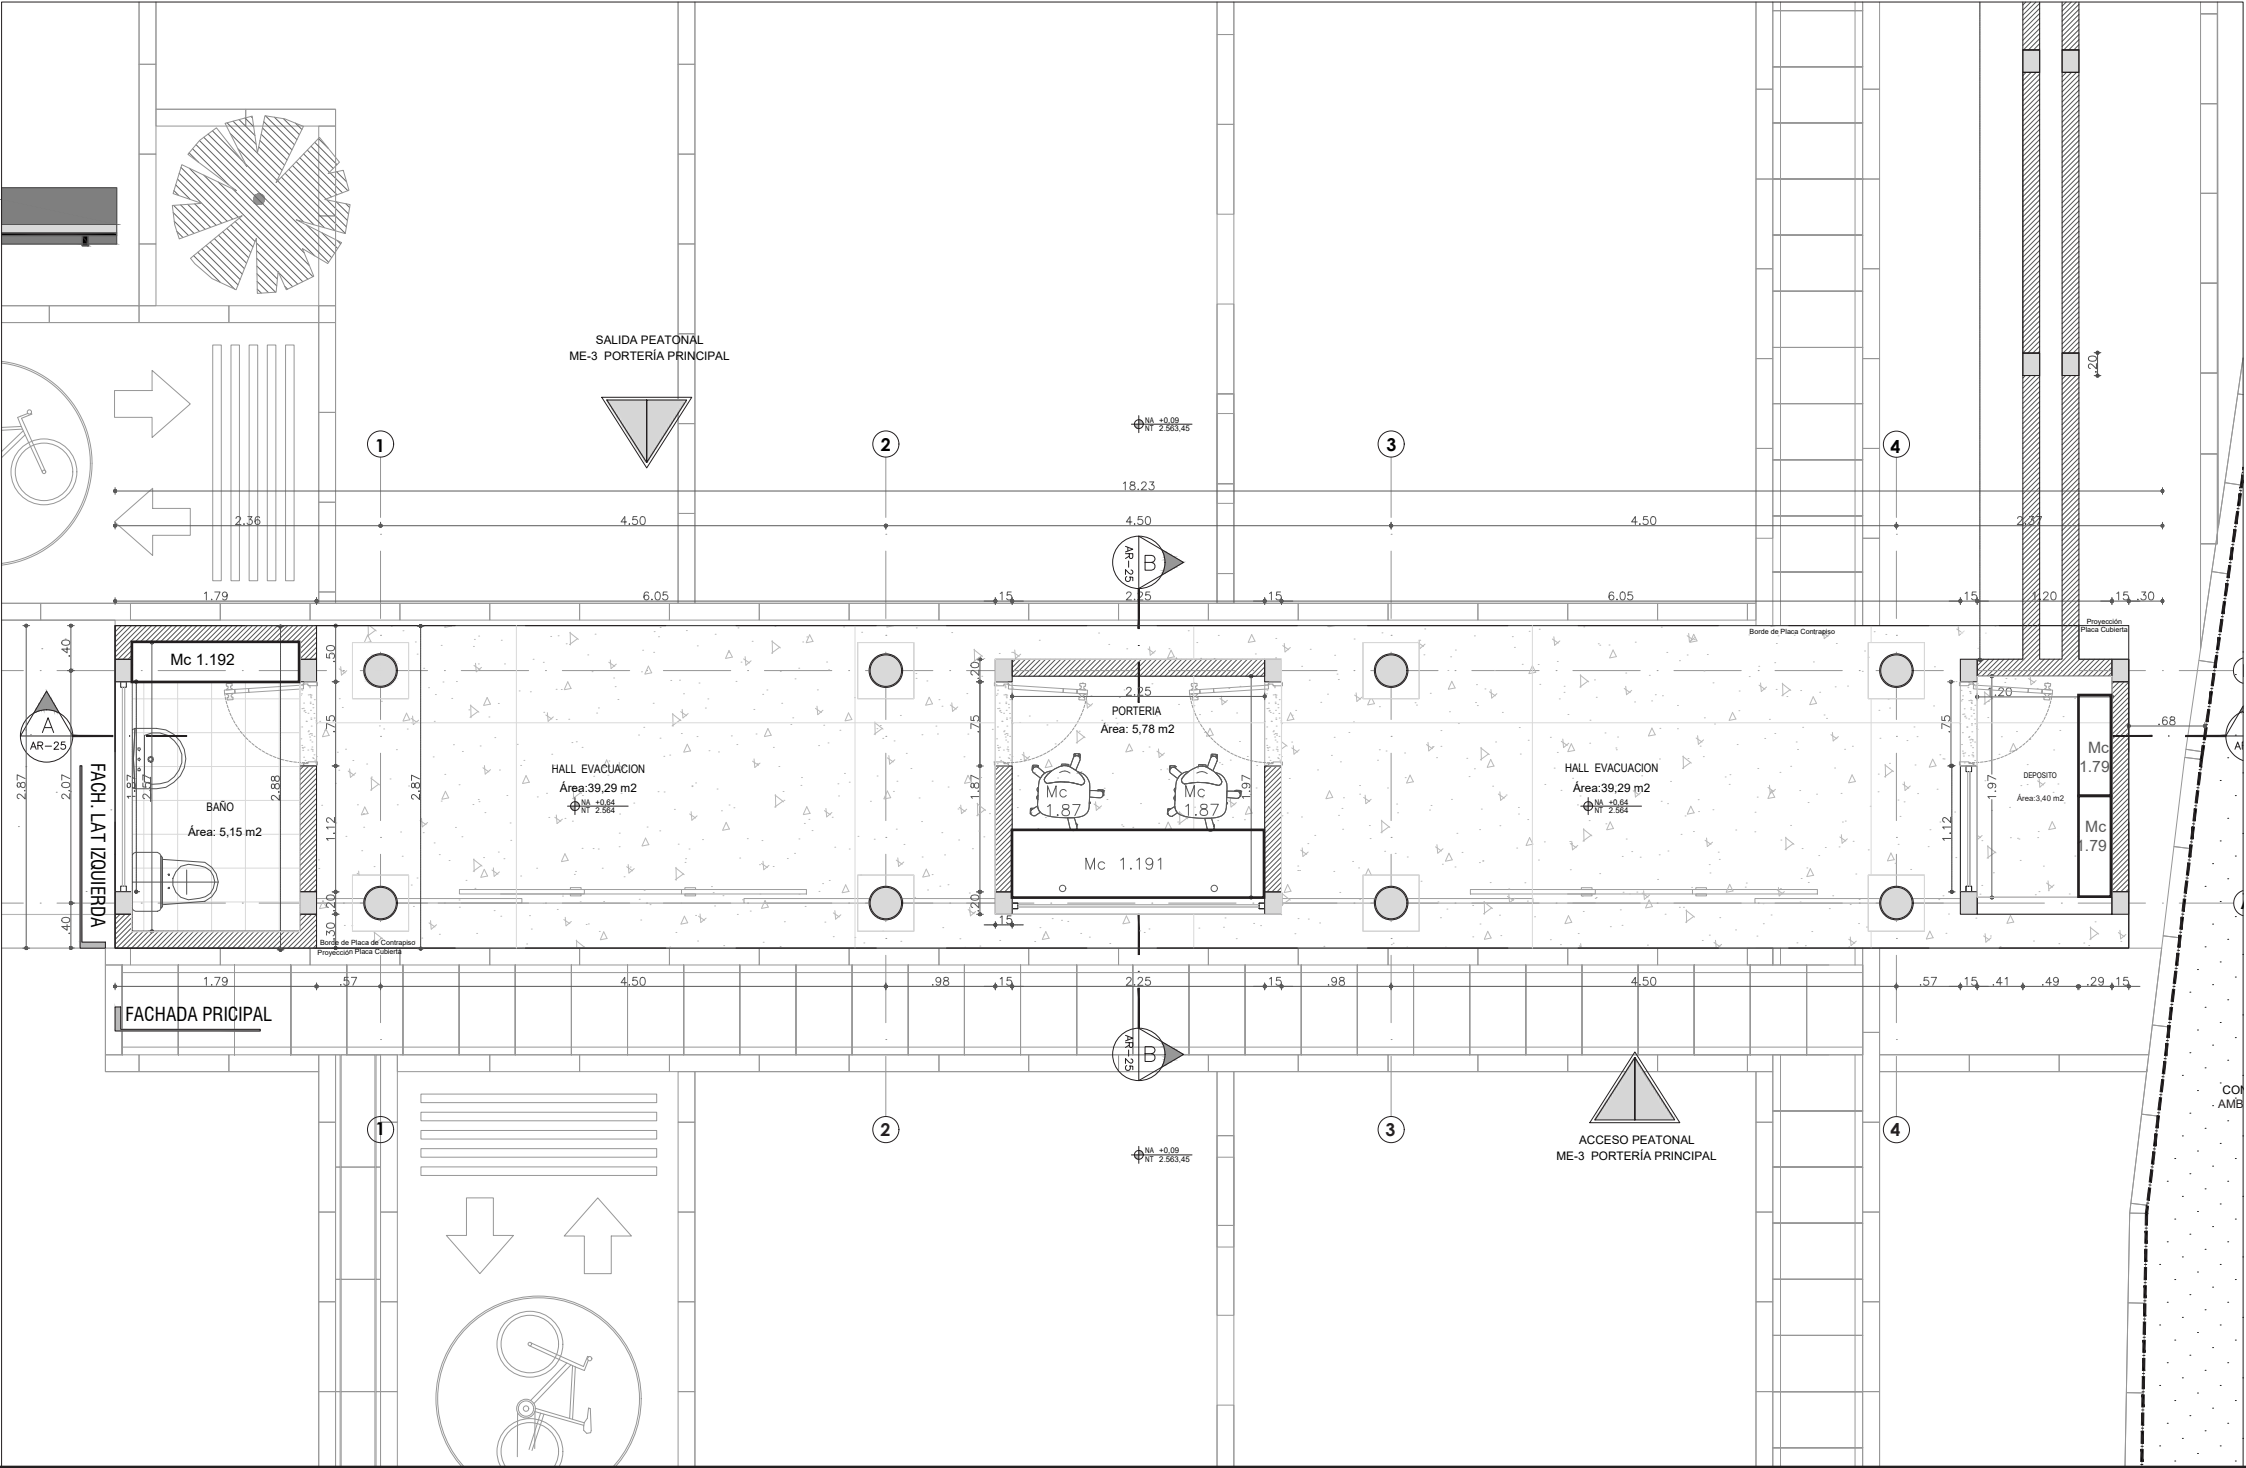 SALIDA PEATONAL
ME-3 PORTERÍA PRINCIPAL
.20
NA +0,09
NT 2.563,45
1
2
3
4
18.23
2.36
4.50
4.50
4.50
2.37
AR-25
B
1.79
6.05
.15
2.25
.15
6.05
.15
1.20
.15
.30
Proyección
Placa Cubierta
Borde de Placa Contrapiso
.40
2.07
.40
2.87
Mc 1.192
.50
.75
1.12
.20
.30
2.87
A
AR-25
FACH. LAT IZQUIERDA
1.87
2.57
2.88
BAÑO
Área: 5,15 m2
HALL EVACUACION
Área:39,29 m2
NA +0,64
NT 2.564
.20
.75
1.87
.20
.15
2.25
PORTERIA
Área: 5,78 m2
1.97
Mc
1.87
Mc
1.87
Mc 1.191
HALL EVACUACION
Área:39,29 m2
NA +0,64
NT 2.564
.75
1.12
1.20
1.97
DEPOSITO
Área:3,40 m2
Mc
1.79
Mc
1.79
.68
Borde de Placa de Contrapiso
Proyección Placa Cubierta
1.79
.57
4.50
.98
.15
2.25
.15
.98
4.50
.57
.15
.41
.49
.29
.15
FACHADA PRICIPAL
AR-25
B
1
2
3
4
NA +0,09
NT 2.563,45
ACCESO PEATONAL
ME-3 PORTERÍA PRINCIPAL